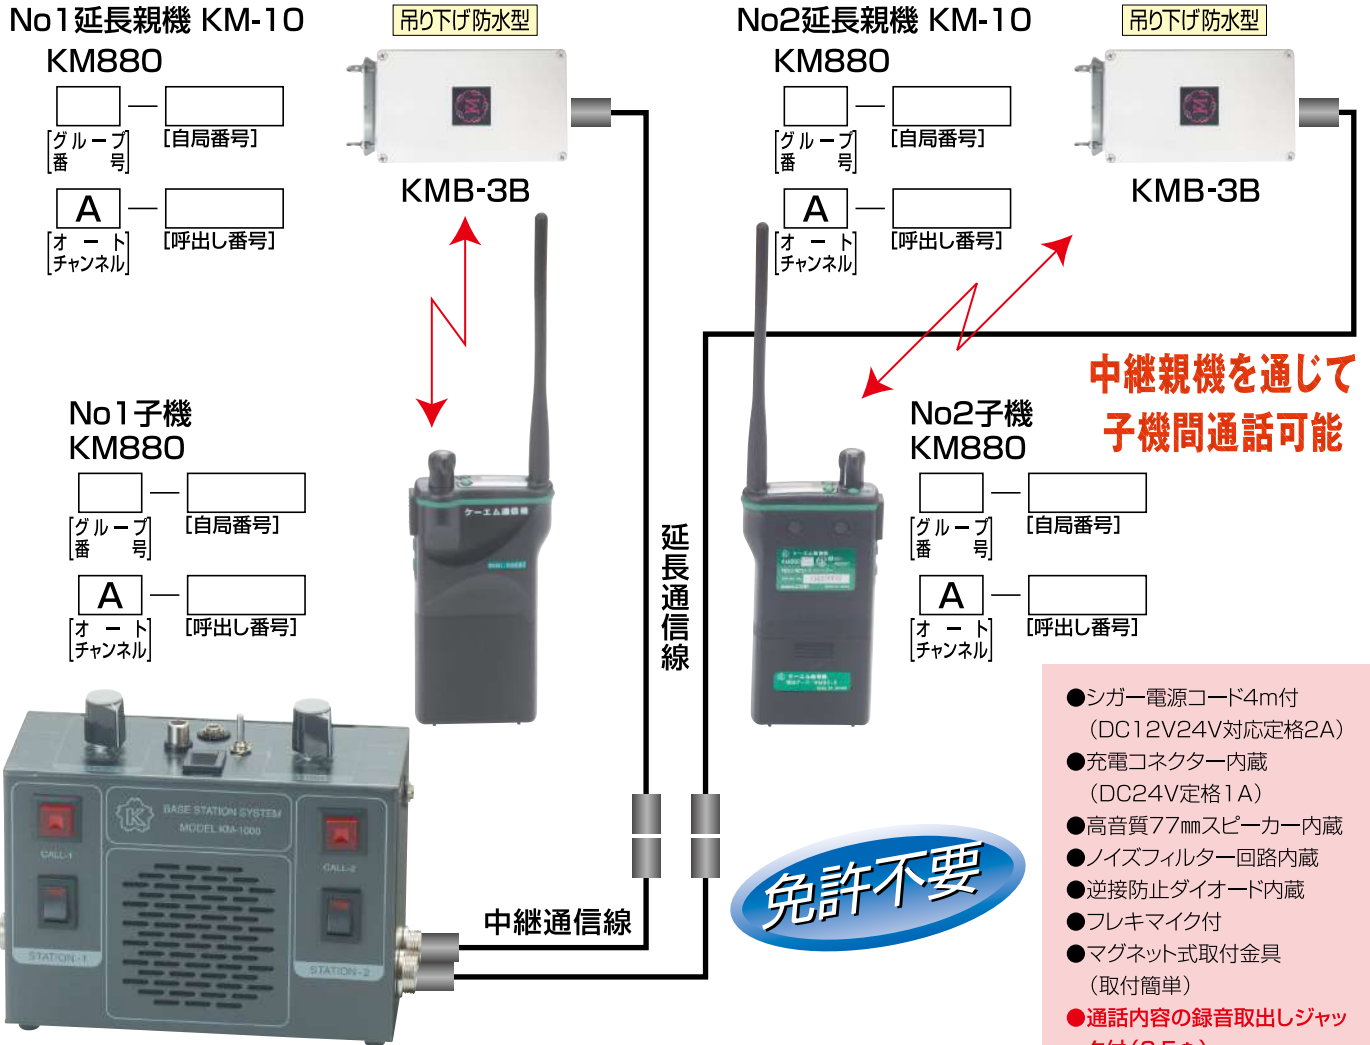 No1延長親機 KM-10
吊り下げ防水型
KM880
[グループ番号]
[自局番号]
A
[オートチャンネル]
[呼出し番号]
KMB-3B
No2延長親機 KM-10
吊り下げ防水型
KM880
[グループ番号]
[自局番号]
A
[オートチャンネル]
[呼出し番号]
KMB-3B
中継親機を通じて
子機間通話可能
No1子機
KM880
[グループ番号]
[自局番号]
A
[オートチャンネル]
[呼出し番号]
ケーエム通信機
延長通信線
No2子機
KM880
[グループ番号]
[自局番号]
A
[オートチャンネル]
[呼出し番号]
BASE STATION SYSTEM
MODEL KM-1000
CALL-1
CALL-2
STATION-1
STATION-2
中継通信線
免許不要
●シガー電源コード4m付
(DC12V24V対応定格2A)
●充電コネクター内蔵
(DC24V定格1A)
●高音質77㎜スピーカー内蔵
●ノイズフィルター回路内蔵
●逆接防止ダイオード内蔵
●フレキマイク付
●マグネット式取付金具
(取付簡単)
●通話内容の録音取出しジャッ